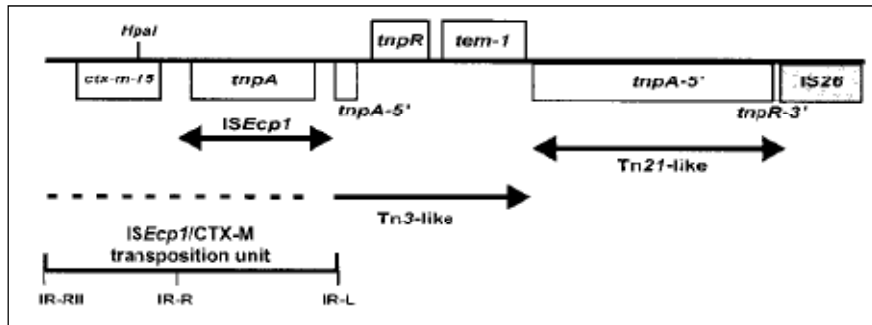 HpaI
tnpR
tem-1
ctx-m-15
tnpA
tnpA-5'
IS26
tnpA-5'
tnpR-3'
ISEcp1
Tn21-like
Tn3-like
ISEcp1/CTX-M
transposition unit
IR-RII
IR-R
IR-L